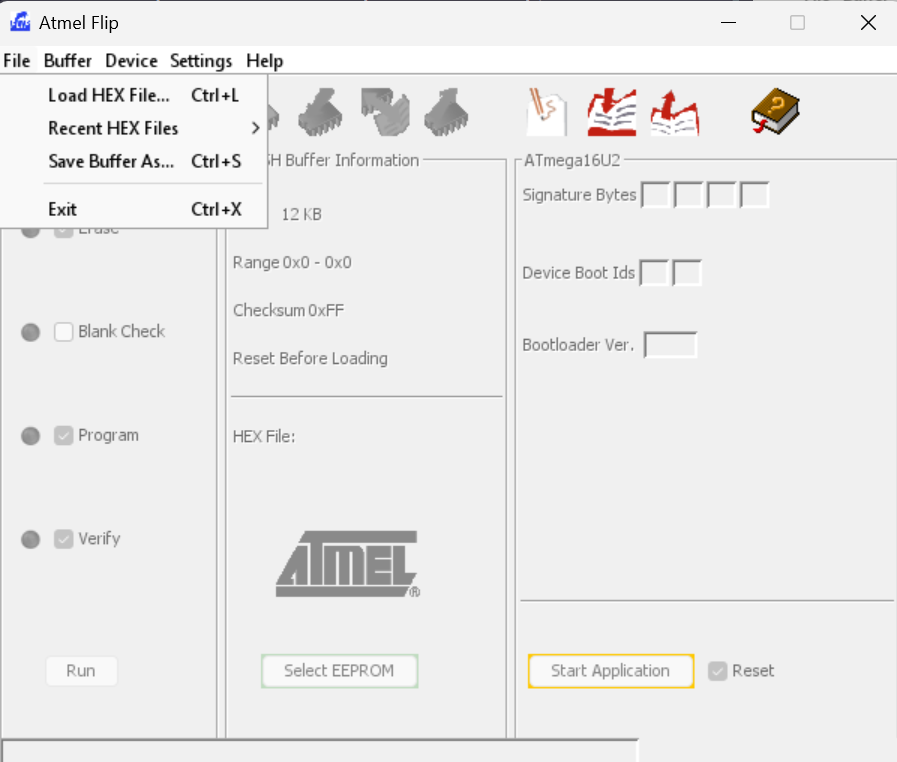 Atmel Flip
File Buffer Device Settings Help
Load HEX File... Ctrl+L
Recent HEX Files
Save Buffer As... Ctrl+S
Exit Ctrl+X
SH Buffer Information
12 KB
Range 0x0 - 0x0
Checksum 0xFF
Reset Before Loading
HEX File:
ATMEL®
Select EEPROM
Erase
Blank Check
Program
Verify
Run
ATmega16U2
Signature Bytes
Device Boot Ids
Bootloader Ver.
Start Application
Reset